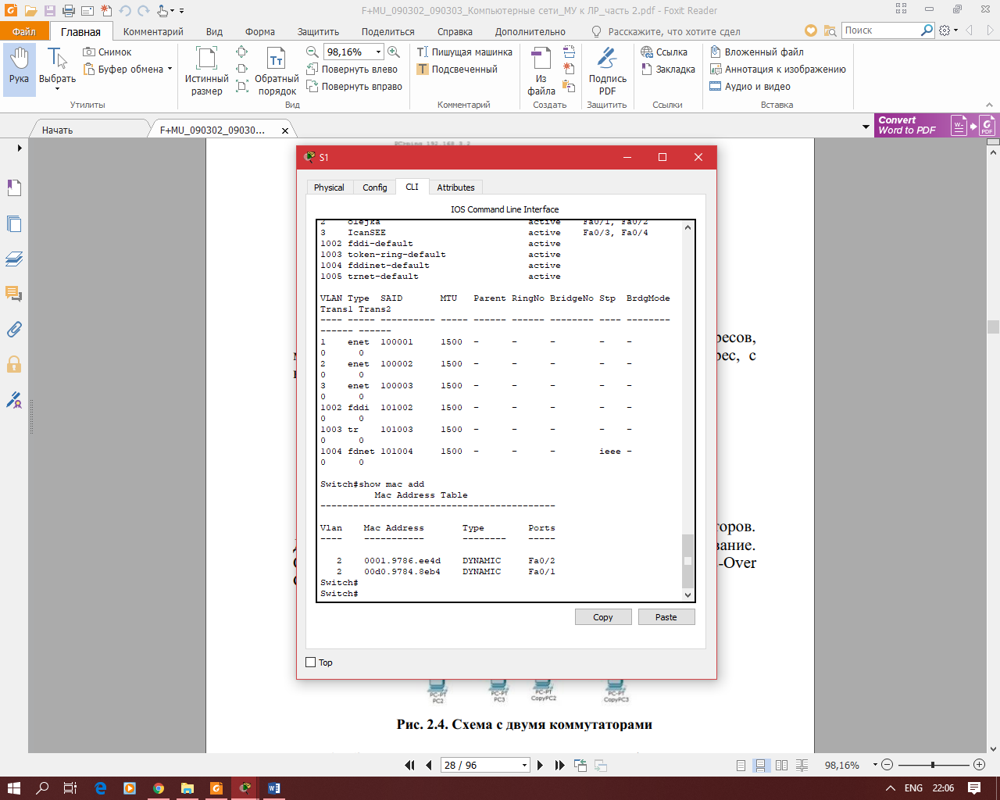 F+MU_090302_090303_Компьютерные сети_МУ к ЛР_часть 2.pdf - Foxit Reader
Файл Главная Комментарий Вид Форма Защитить Поделиться Справка Дополнительно Расскажите, что хотите сдел Поиск
Рука
Выбрать
Снимок
Буфер обмена
Утилиты
Истинный размер
98,16%
Обратный порядок
Повернуть влево
Повернуть вправо
Вид
Пишущая машинка
Подсвеченный
Комментарий
Из файла
Создать
Подпись PDF
Защитить
Ссылка
Закладка
Ссылки
Вложенный файл
Аннотация к изображению
Аудио и видео
Вставка
Начать F+MU_090302_09030...
Convert
Word to PDF
PDF
S1
Physical Config CLI Attributes
IOS Command Line Interface
2 olejka active Fa0/1, Fa0/2
3 IcanSEE active Fa0/3, Fa0/4
1002 fddi-default active
1003 token-ring-default active
1004 fddinet-default active
1005 trnet-default active
VLAN Type SAID MTU Parent RingNo BridgeNo Stp BrdgMode
Trans1 Trans2
---- ----- ---------- ----- ------ ------ -------- ---- --------
------ ------
1 enet 100001 1500 - - - - -
0 0
2 enet 100002 1500 - - - - -
0 0
3 enet 100003 1500 - - - - -
0 0
1002 fddi 101002 1500 - - - - -
0 0
1003 tr 101003 1500 - - - - -
0 0
1004 fdnet 101004 1500 - - - ieee -
0 0
Switch#show mac add
Mac Address Table
-------------------------------------------
Vlan Mac Address Type Ports
---- ----------- -------- -----
2 0001.9786.ee4d DYNAMIC Fa0/2
2 00d0.9784.8eb4 DYNAMIC Fa0/1
Switch#
Switch#
Copy Paste
Top
ресов,
рес, с
торов.
вание.
-Over
PC-PT
PC2
PC-PT
PC3
PC-PT
CopyPC2
PC-PT
CopyPC3
Рис. 2.4. Схема с двумя коммутаторами
28 / 96
98,16%
ENG 22:06